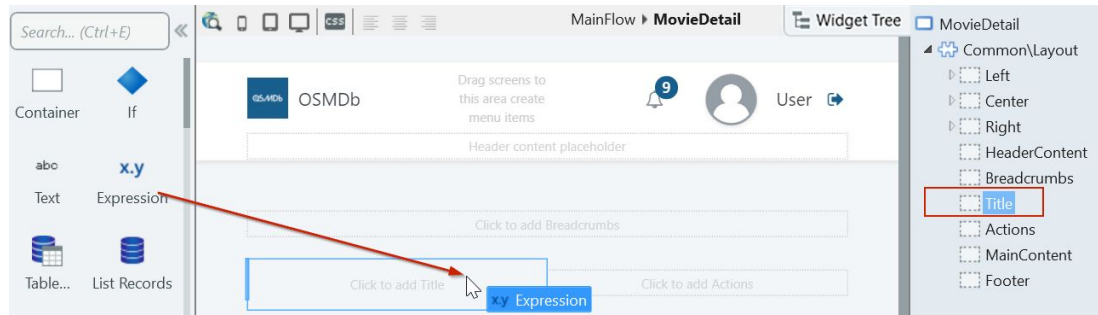 Search... (Ctrl+E)
Container
If
abc
Text
x.y
Expression
Table...
List Records
css
MainFlow MovieDetail
Widget Tree
OSMDb
OSMDb
Drag screens to
this area create
menu items
9
User
Header content placeholder
Click to add Breadcrumbs
Click to add Title
x.y Expression
Click to add Actions
MovieDetail
Common\Layout
Left
Center
Right
HeaderContent
Breadcrumbs
Title
Actions
MainContent
Footer